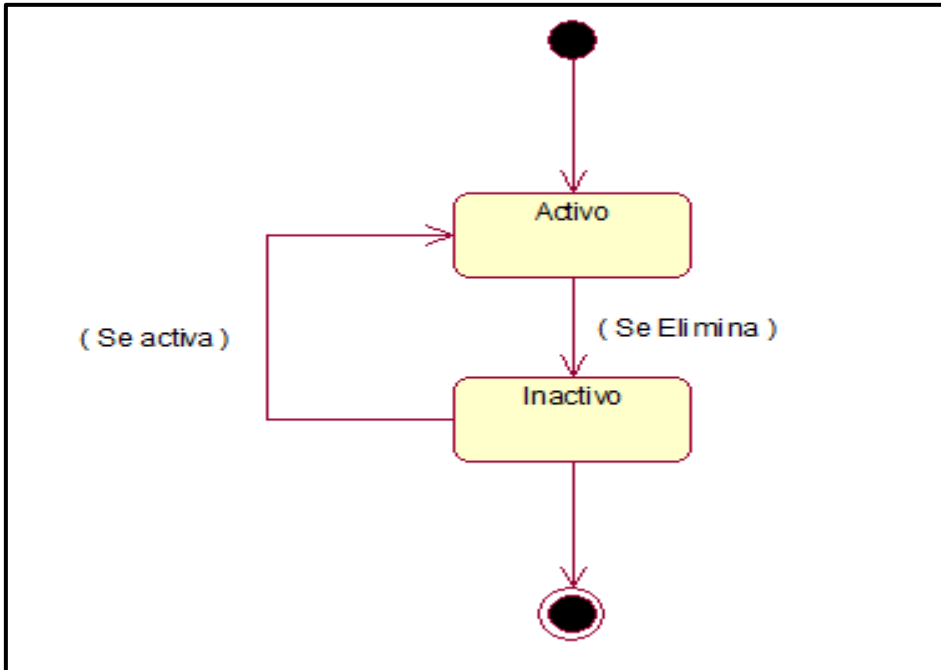 Activo
( Se activa )
( Se Elimina )
Inactivo